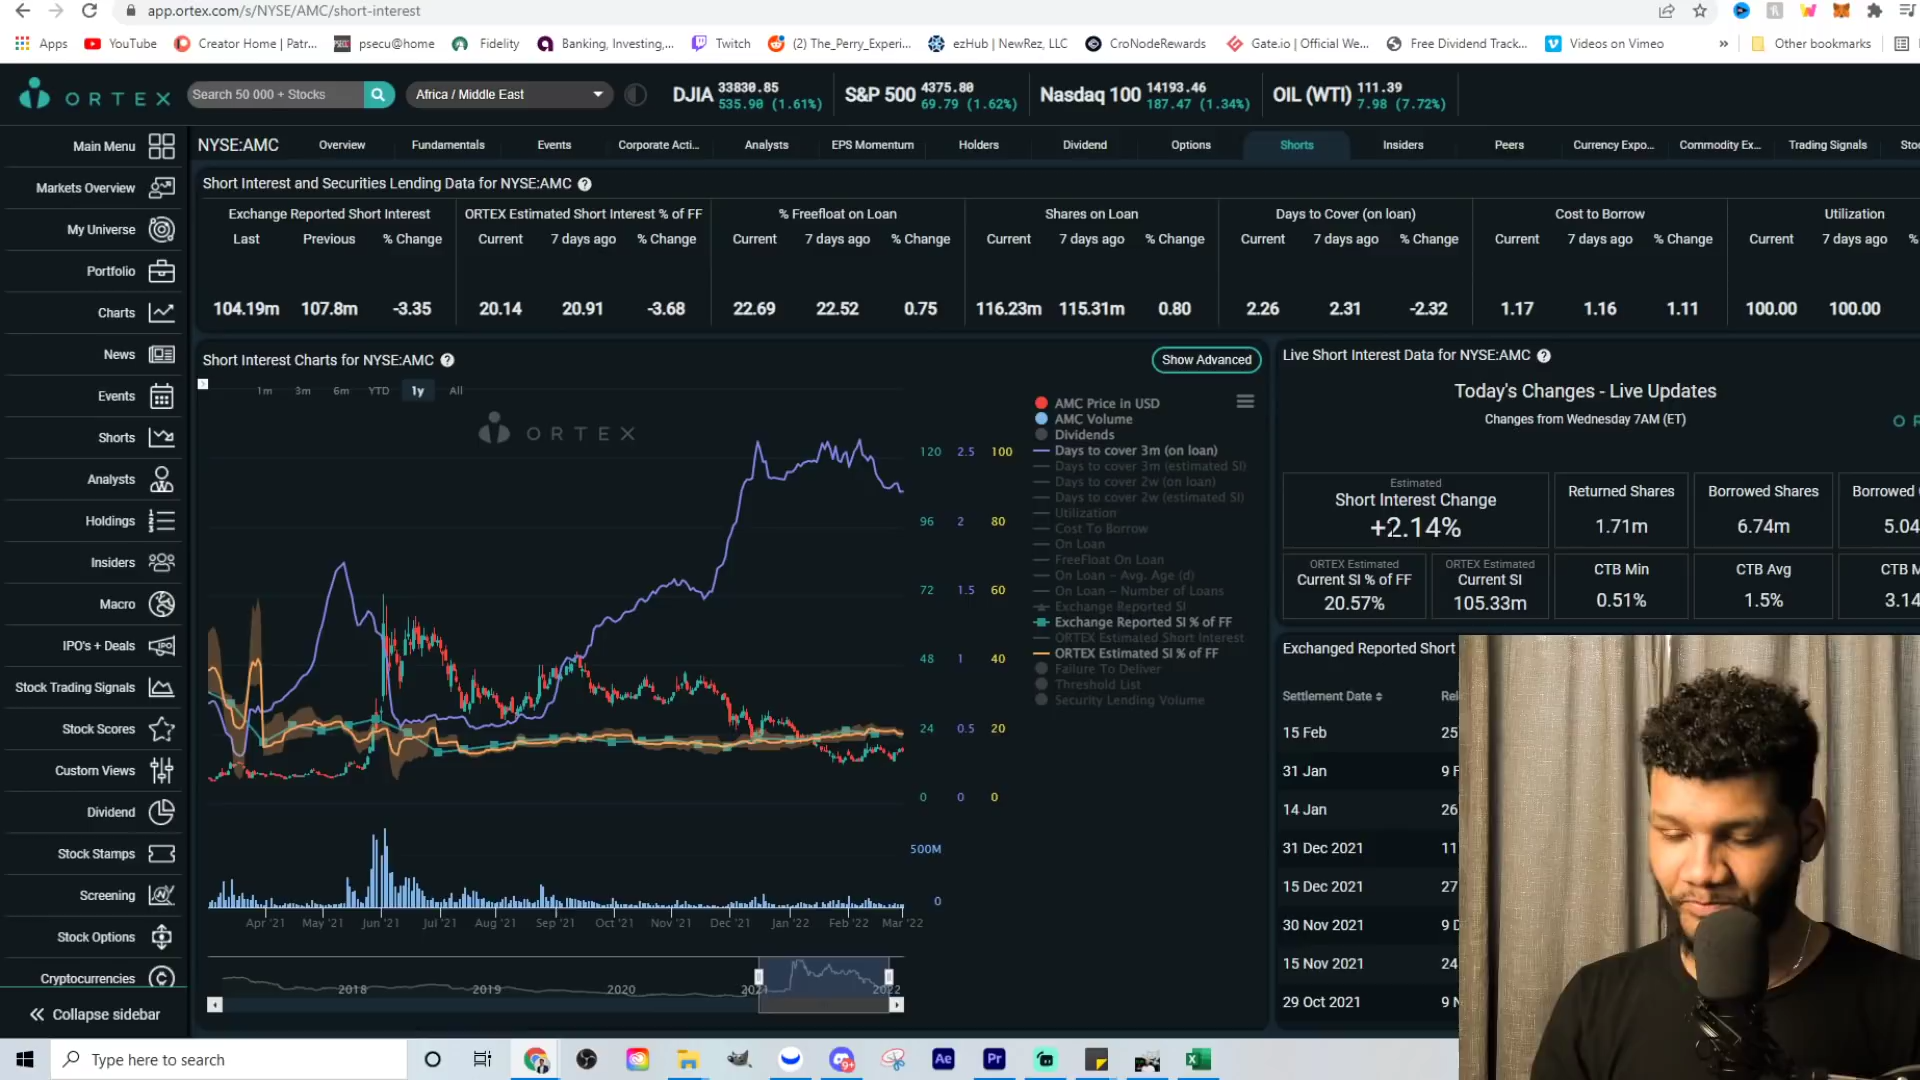 app.ortex.com/s/NYSE/AMC/short-interest
Apps YouTube Creator Home | Patr... psecu@home Fidelity Banking, Investing,... Twitch (2) The_Perry_Experi... ezHub | NewRez, LLC CroNodeRewards Gate.io | Official We... Free Dividend Track... Videos on Vimeo » Other bookmarks
ORTEX Search 50 000 + Stocks Africa / Middle East DJIA 33830.85 535.90 (1.61%) S&P 500 4375.80 69.79 (1.62%) Nasdaq 100 14193.46 187.47 (1.34%) OIL (WTI) 111.39 7.98 (7.72%)
Main Menu
Markets Overview
My Universe
Portfolio
Charts
News
Events
Shorts
Analysts
Holdings
Insiders
Macro
IPO's + Deals
Stock Trading Signals
Stock Scores
Custom Views
Dividend
Stock Stamps
Screening
Stock Options
Cryptocurrencies
Collapse sidebar
NYSE:AMC Overview Fundamentals Events Corporate Acti... Analysts EPS Momentum Holders Dividend Options Shorts Insiders Peers Currency Expo... Commodity Ex... Trading Signals Stoc
Short Interest and Securities Lending Data for NYSE:AMC
Exchange Reported Short Interest ORTEX Estimated Short Interest % of FF % Freefloat on Loan Shares on Loan Days to Cover (on loan) Cost to Borrow Utilization
Last Previous % Change Current 7 days ago % Change Current 7 days ago % Change Current 7 days ago % Change Current 7 days ago % Change Current 7 days ago % Change Current 7 days ago %
104.19m 107.8m -3.35 20.14 20.91 -3.68 22.69 22.52 0.75 116.23m 115.31m 0.80 2.26 2.31 -2.32 1.17 1.16 1.11 100.00 100.00
Short Interest Charts for NYSE:AMC
Show Advanced
1m 3m 6m YTD 1y All
ORTEX
120 2.5 100
96 2 80
72 1.5 60
48 1 40
24 0.5 20
0 0 0
500M
0
Apr '21 May '21 Jun '21 Jul '21 Aug '21 Sep '21 Oct '21 Nov '21 Dec '21 Jan '22 Feb '22 Mar '22
2018 2019 2020 2021 2022
AMC Price in USD
AMC Volume
Dividends
Days to cover 3m (on loan)
Days to cover 3m (estimated SI)
Days to cover 2w (on loan)
Days to cover 2w (estimated SI)
Utilization
Cost To Borrow
On Loan
FreeFloat On Loan
On Loan - Avg. Age (d)
On Loan - Number of Loans
Exchange Reported SI
Exchange Reported SI % of FF
ORTEX Estimated Short Interest
ORTEX Estimated SI % of FF
Failure To Deliver
Threshold List
Security Lending Volume
Live Short Interest Data for NYSE:AMC
Today's Changes - Live Updates
Changes from Wednesday 7AM (ET)
O R
Estimated
Short Interest Change
+2.14%
Returned Shares
1.71m
Borrowed Shares
6.74m
Borrowed
5.04
ORTEX Estimated
Current SI % of FF
20.57%
ORTEX Estimated
Current SI
105.33m
CTB Min
0.51%
CTB Avg
1.5%
CTB M
3.14
Exchanged Reported Short
Settlement Date Rel
15 Feb 25
31 Jan 9 F
14 Jan 26
31 Dec 2021 11
15 Dec 2021 27
30 Nov 2021 9 D
15 Nov 2021 24
29 Oct 2021 9 N
Type here to search
9+
Ae
Pr